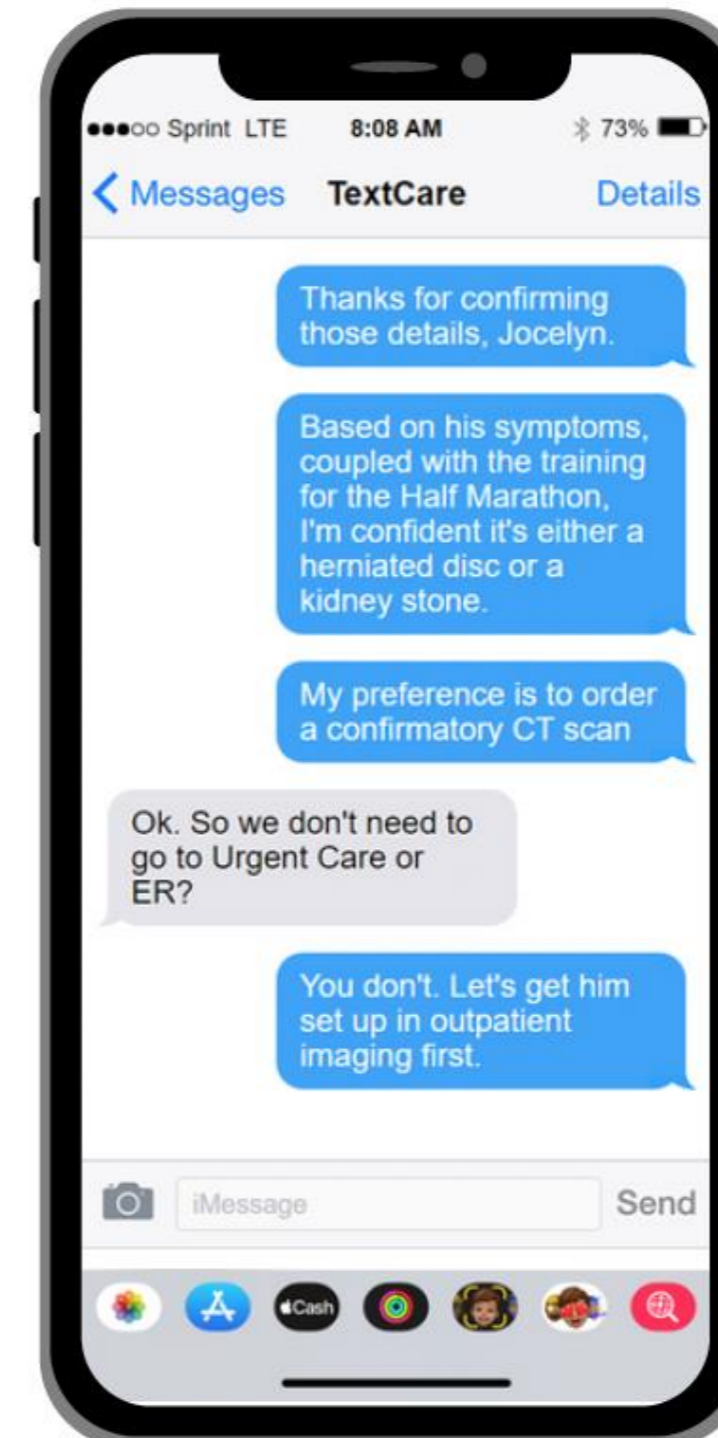 Sprint LTE 8:08 AM 73%
Messages TextCare Details
Thanks for confirming
those details, Jocelyn.
Based on his symptoms,
coupled with the training
for the Half Marathon,
I'm confident it's either a
herniated disc or a
kidney stone.
My preference is to order
a confirmatory CT scan
Ok. So we don't need to
go to Urgent Care or
ER?
You don't. Let's get him
set up in outpatient
imaging first.
iMessage Send
Cash